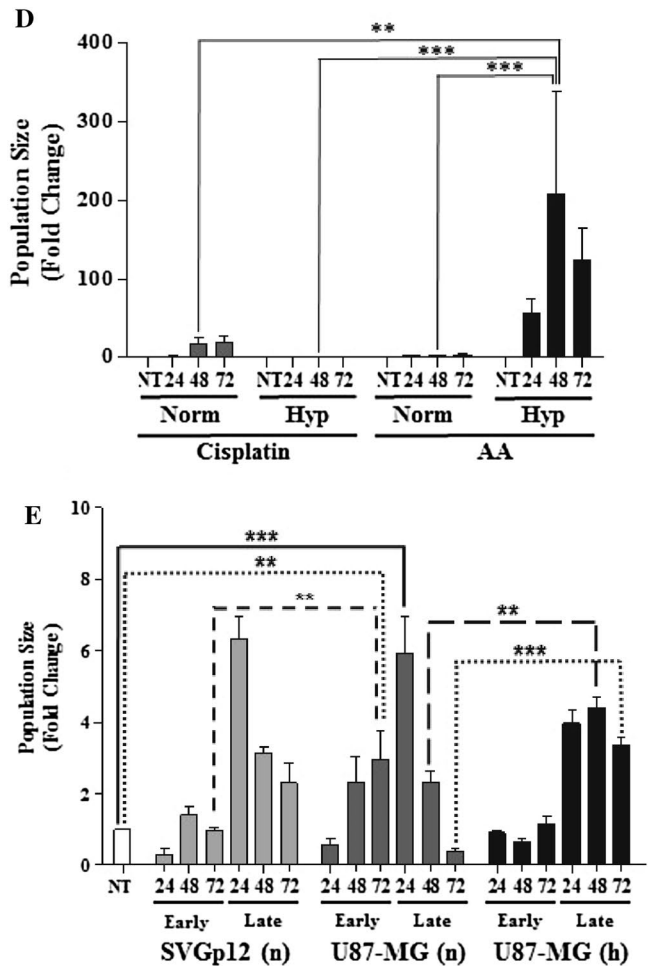 D
Population Size
(Fold Change)
400
300
200
100
0
**
***
***
NT 24 48 72 NT 24 48 72 NT 24 48 72 NT 24 48 72
Norm Hyp Norm Hyp
Cisplatin AA
E
Population Size
(Fold Change)
10
8
6
4
2
0
***
**
**
**
***
NT 24 48 72 24 48 72 24 48 72 24 48 72 24 48 72 24 48 72
Early Late Early Late Early Late
SVGp12 (n) U87-MG (n) U87-MG (h)